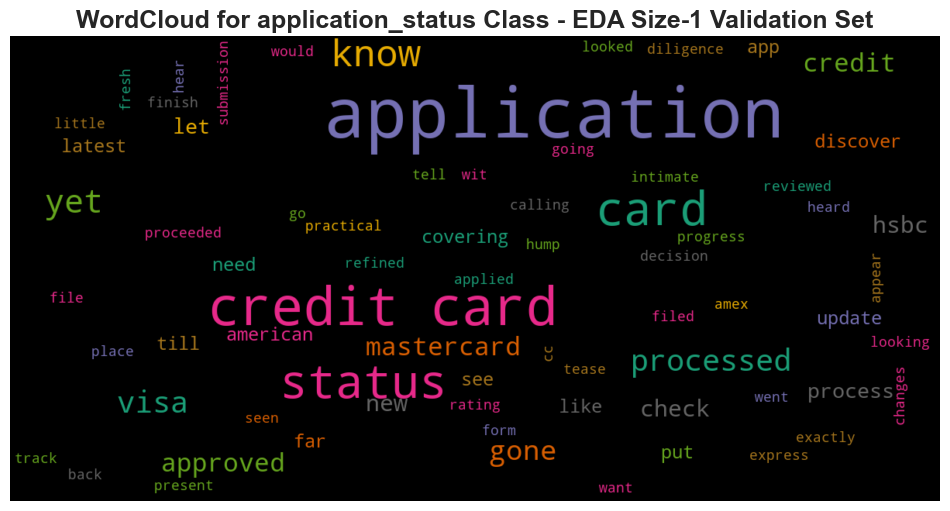 WordCloud for application_status Class - EDA Size-1 Validation Set
would know looked diligence app credit
fresh hear submission finish
application
little let latest going discover
tell wit intimate reviewed
yet go practical calling card heard hsbc
proceeded covering hump progress
need refined decision
file applied appear
credit card amex
american filed update
place till mastercard cc looking
status see tease processed
visa new rating like check went process changes
seen form
far gone put exactly
track approved express
back present want